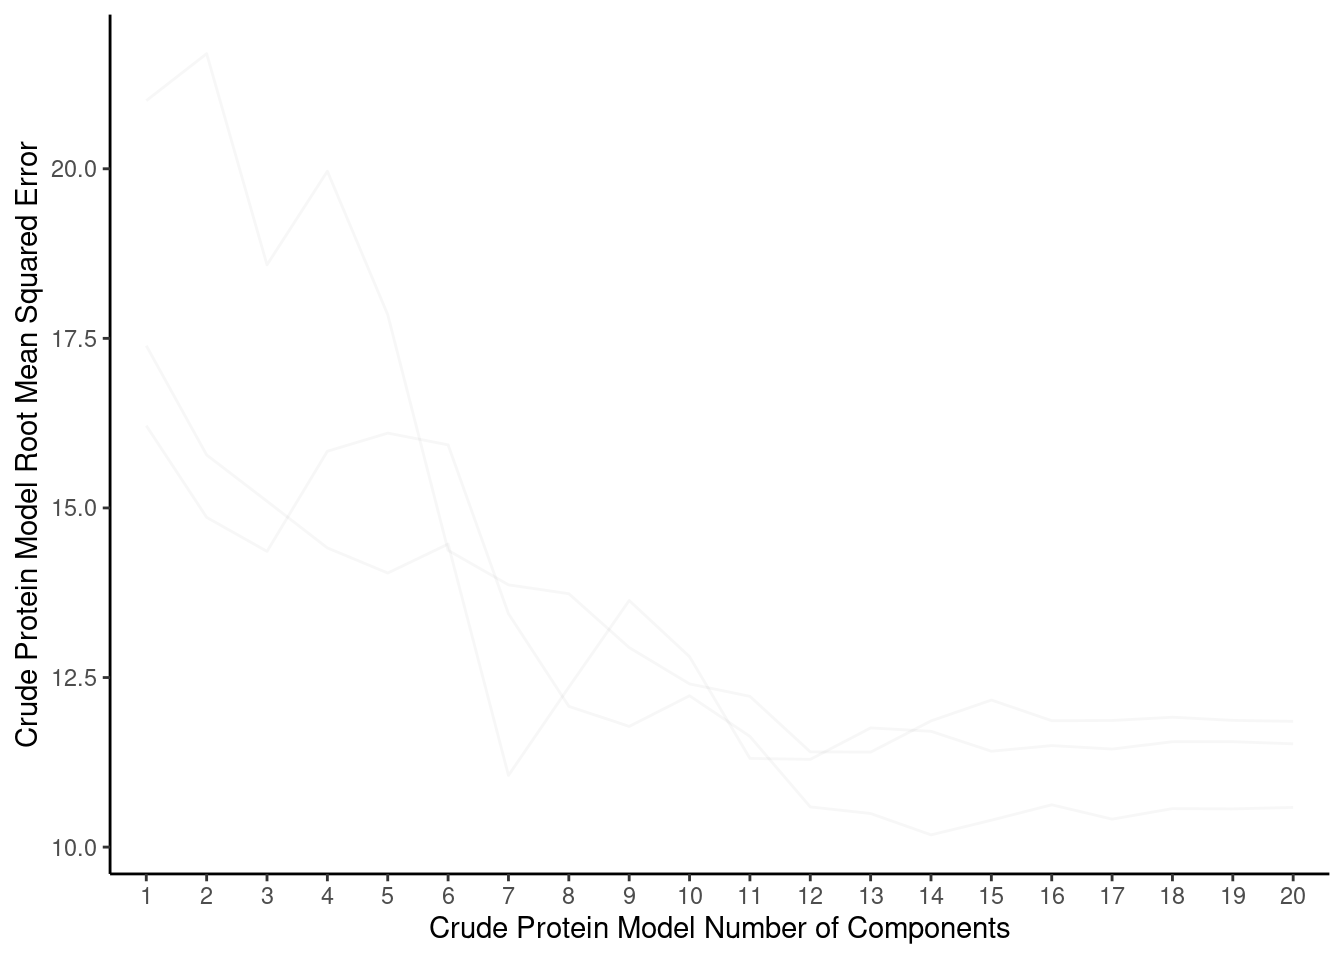 Crude Protein Model Root Mean Squared Error
20.0
17.5
15.0
12.5
10.0
1 2 3 4 5 6 7 8 9 10 11 12 13 14 15 16 17 18 19 20
Crude Protein Model Number of Components